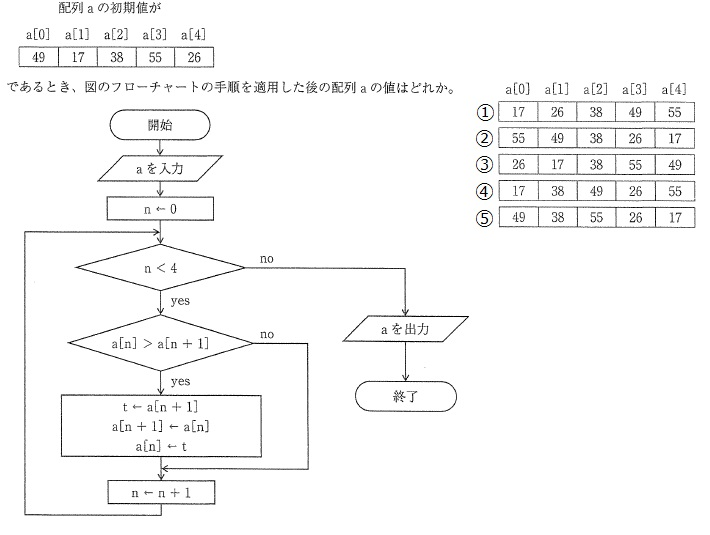 配列 a の初期値が
a[0] a[1] a[2] a[3] a[4]
49 17 38 55 26
であるとき、図のフローチャートの手順を適用した後の配列 a の値はどれか。
a[0] a[1] a[2] a[3] a[4]
① 17 26 38 49 55
② 55 49 38 26 17
③ 26 17 38 55 49
④ 17 38 49 26 55
⑤ 49 38 55 26 17
開始
a を入力
n ← 0
n < 4
no
yes
a を出力
a[n] > a[n + 1]
no
yes
終了
t ← a[n + 1]
a[n + 1] ← a[n]
a[n] ← t
n ← n + 1